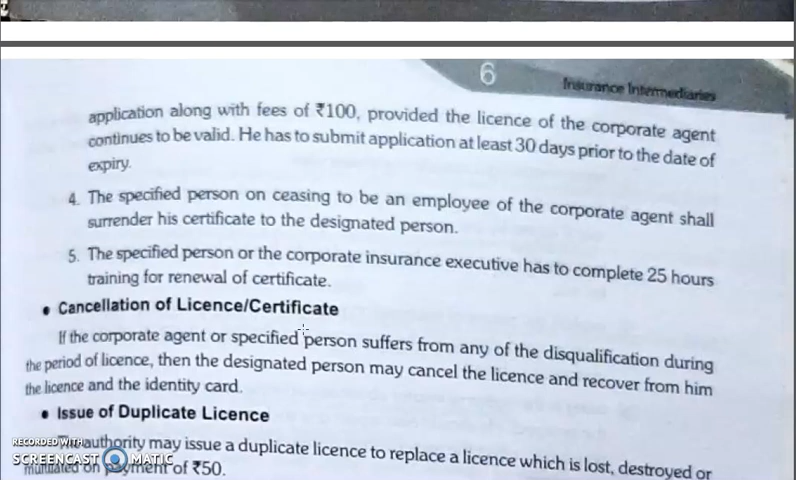 6
Insurance Intermediaries
application along with fees of ₹100, provided the licence of the corporate agent
continues to be valid. He has to submit application at least 30 days prior to the date of
expiry.
4. The specified person on ceasing to be an employee of the corporate agent shall
surrender his certificate to the designated person.
5. The specified person or the corporate insurance executive has to complete 25 hours
training for renewal of certificate.
• Cancellation of Licence/Certificate
If the corporate agent or specified person suffers from any of the disqualification during
the period of licence, then the designated person may cancel the licence and recover from him
the licence and the identity card.
• Issue of Duplicate Licence
The authority may issue a duplicate licence to replace a licence which is lost, destroyed or
mutilated on payment of ₹50.
RECORDED WITH
SCREENCAST MATIC